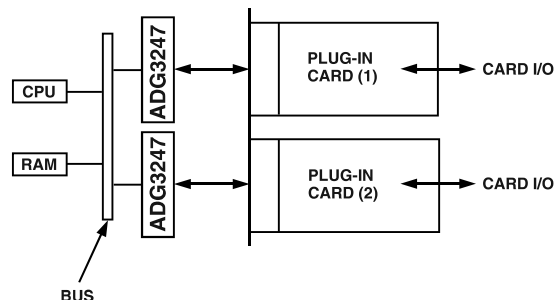 CPU
RAM
BUS
ADG3247
ADG3247
PLUG-IN
CARD (1)
CARD I/O
PLUG-IN
CARD (2)
CARD I/O